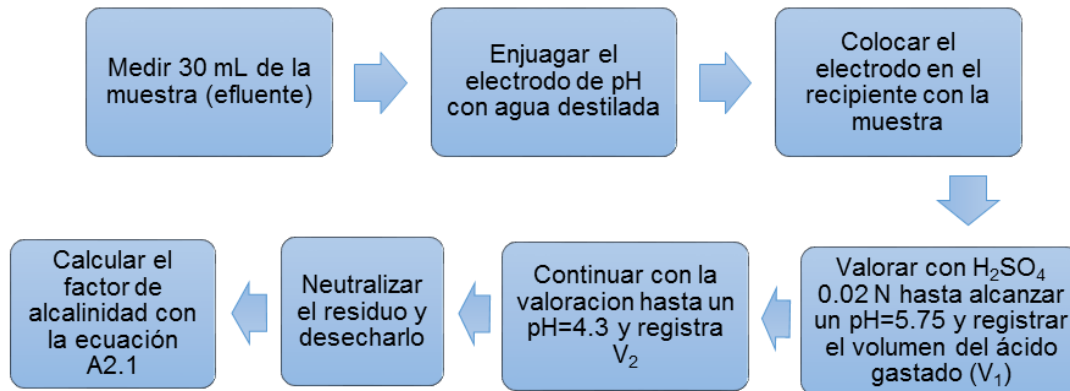 Medir 30 mL de la
muestra (efluente)
Enjuagar el
electrodo de pH
con agua destilada
Colocar el
electrodo en el
recipiente con la
muestra
Valorar con H₂SO₄
0.02 N hasta alcanzar
un pH=5.75 y registrar
el volumen del ácido
gastado (V₁)
Continuar con la
valoracion hasta un
pH=4.3 y registra
V₂
Neutralizar
el residuo y
desecharlo
Calcular el
factor de
alcalinidad con
la ecuación
A2.1